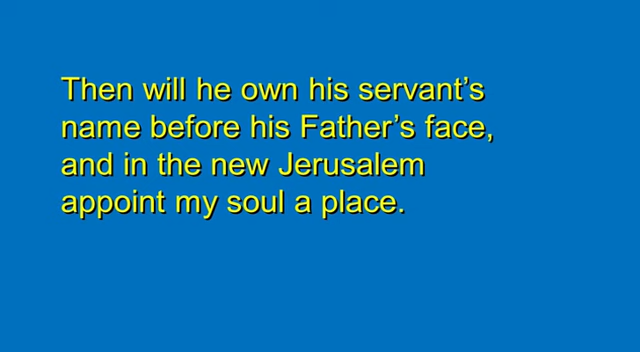 Then will he own his servant’s
name before his Father’s face,
and in the new Jerusalem
appoint my soul a place.